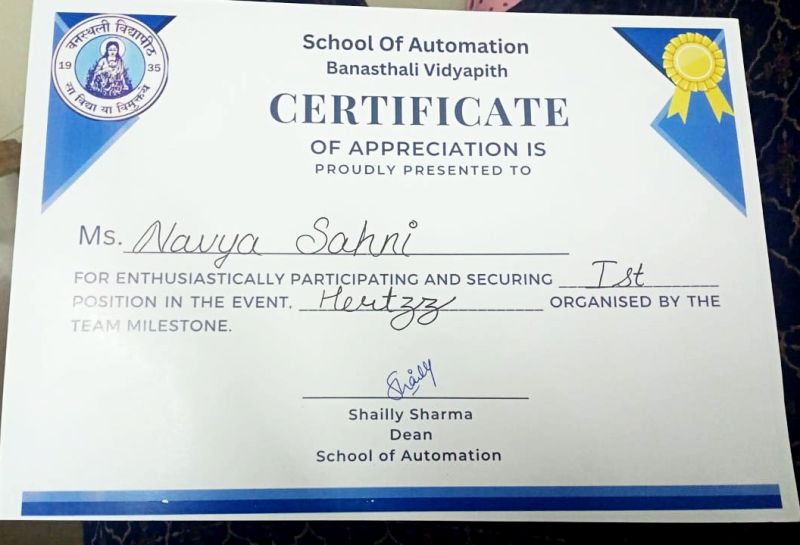 वनस्थली विद्यापीठ
1935
सा विद्या या विमुक्तये
School Of Automation
Banasthali Vidyapith
CERTIFICATE
OF APPRECIATION IS
PROUDLY PRESENTED TO
Ms. Navya Sahni
FOR ENTHUSIASTICALLY PARTICIPATING AND SECURING Ist
POSITION IN THE EVENT. Hertzz ORGANISED BY THE
TEAM MILESTONE.
Shailly
Shailly Sharma
Dean
School of Automation